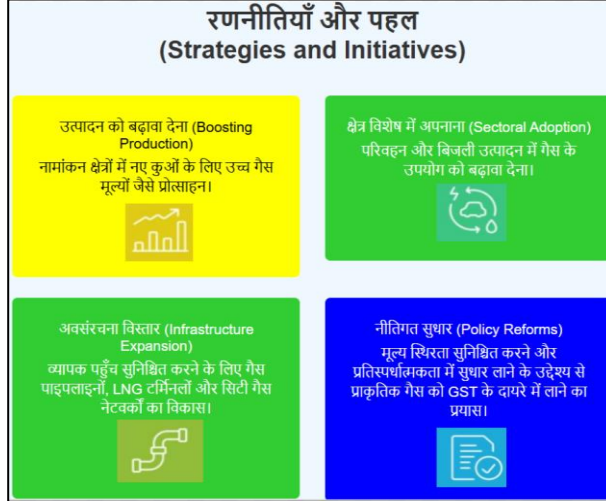 रणनीतियाँ और पहल
(Strategies and Initiatives)
उत्पादन को बढ़ावा देना (Boosting
Production)
नामांकन क्षेत्रों में नए कुओं के लिए उच्च गैस
मूल्यों जैसे प्रोत्साहन।
क्षेत्र विशेष में अपनाना (Sectoral Adoption)
परिवहन और बिजली उत्पादन में गैस के
उपयोग को बढ़ावा देना।
अवसंरचना विस्तार (Infrastructure
Expansion)
व्यापक पहुँच सुनिश्चित करने के लिए गैस
पाइपलाइनों, LNG टर्मिनलों और सिटी गैस
नेटवर्कों का विकास।
नीतिगत सुधार (Policy Reforms)
मूल्य स्थिरता सुनिश्चित करने और
प्रतिस्पर्धात्मकता में सुधार लाने के उद्देश्य से
प्राकृतिक गैस को GST के दायरे में लाने का
प्रयास।